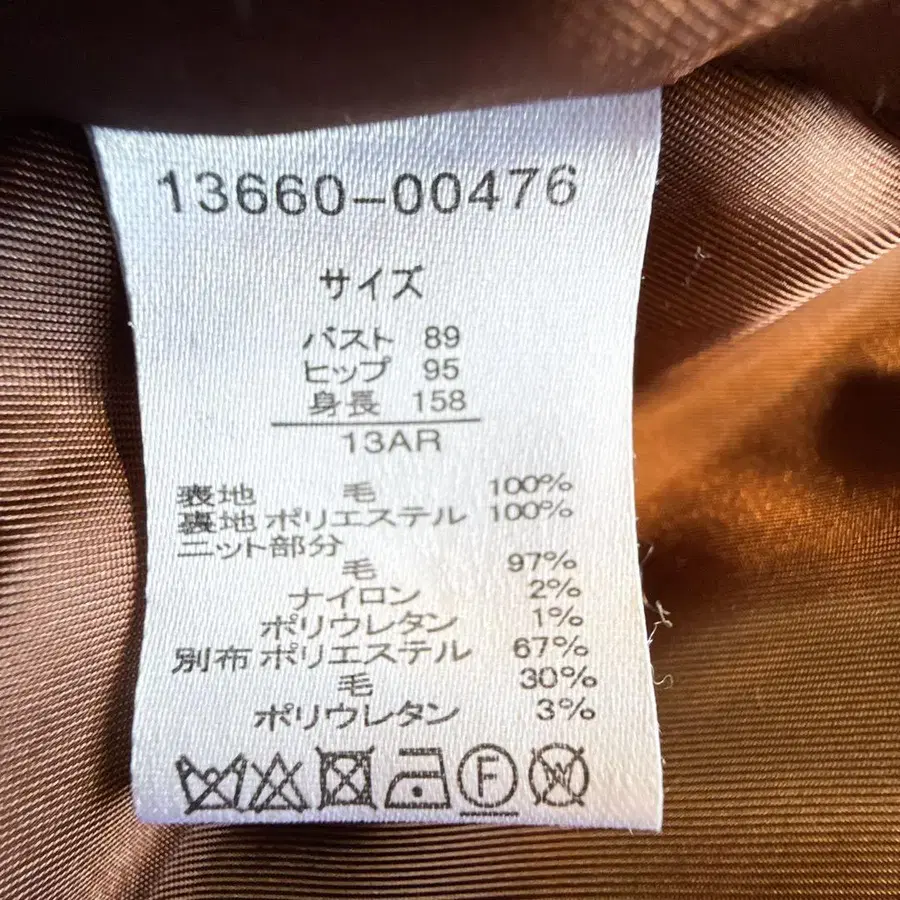 13660-00476
サイズ
バスト 89
ヒップ 95
身長 158
13AR
表地 毛 100%
裏地 ポリエステル 100%
ニット部分
毛 97%
ナイロン 2%
ポリウレタン 1%
別布 ポリエステル 67%
毛 30%
ポリウレタン 3%
F W